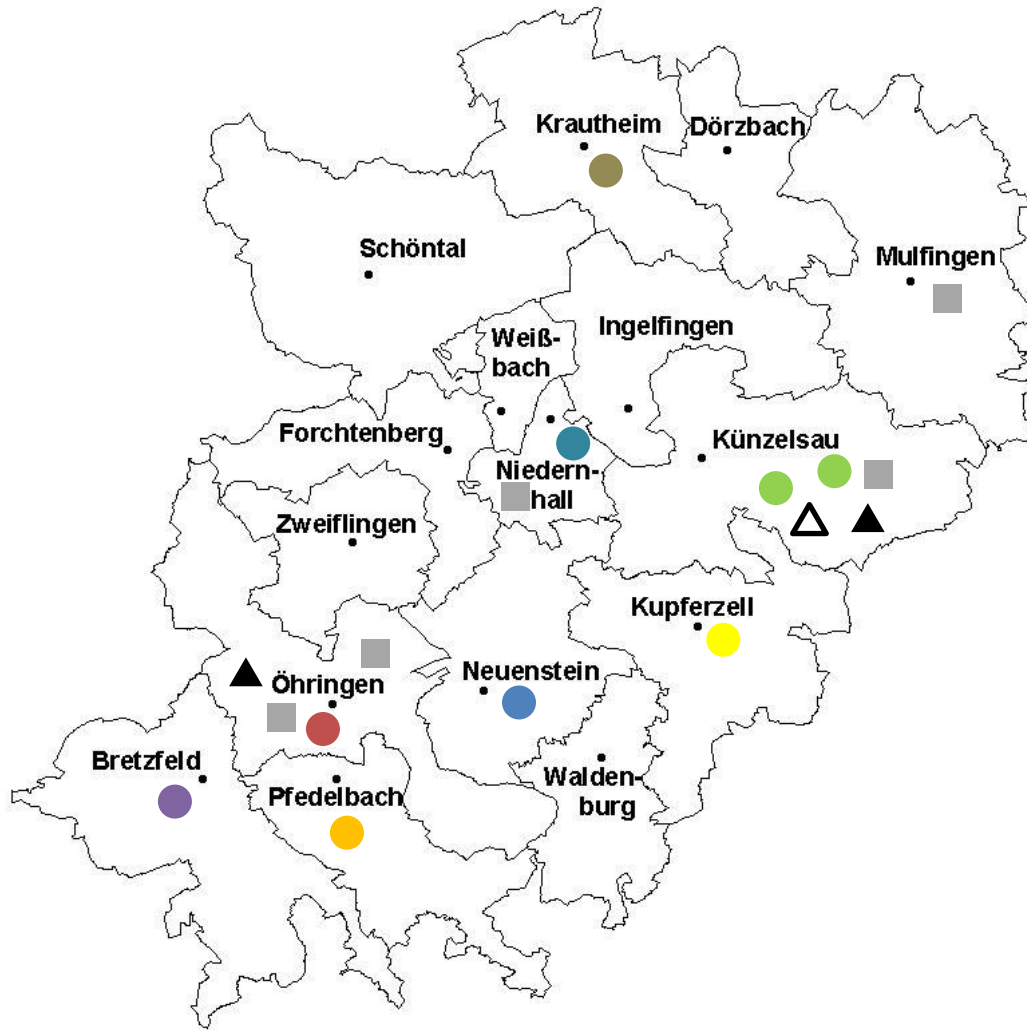 Krautheim
Dörzbach
Schöntal
Mulfingen
Weiß-
bach
Ingelfingen
Forchtenberg
Künzelsau
Niedern-
hall
Zweiflingen
Kupferzell
Neuenstein
Öhringen
Bretzfeld
Walden-
burg
Pfedelbach